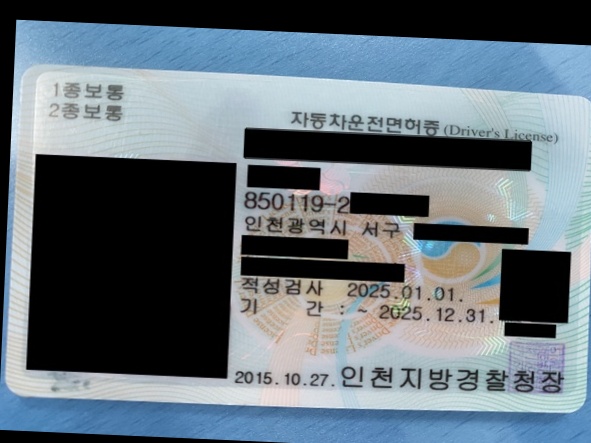 1종보통
2종보통
자동차운전면허증 (Driver's License)
850119-2
인천광역시 서구
적성검사 2025.01.01.
기 간 : ~ 2025.12.31.
2015.10.27. 인천지방경찰청장